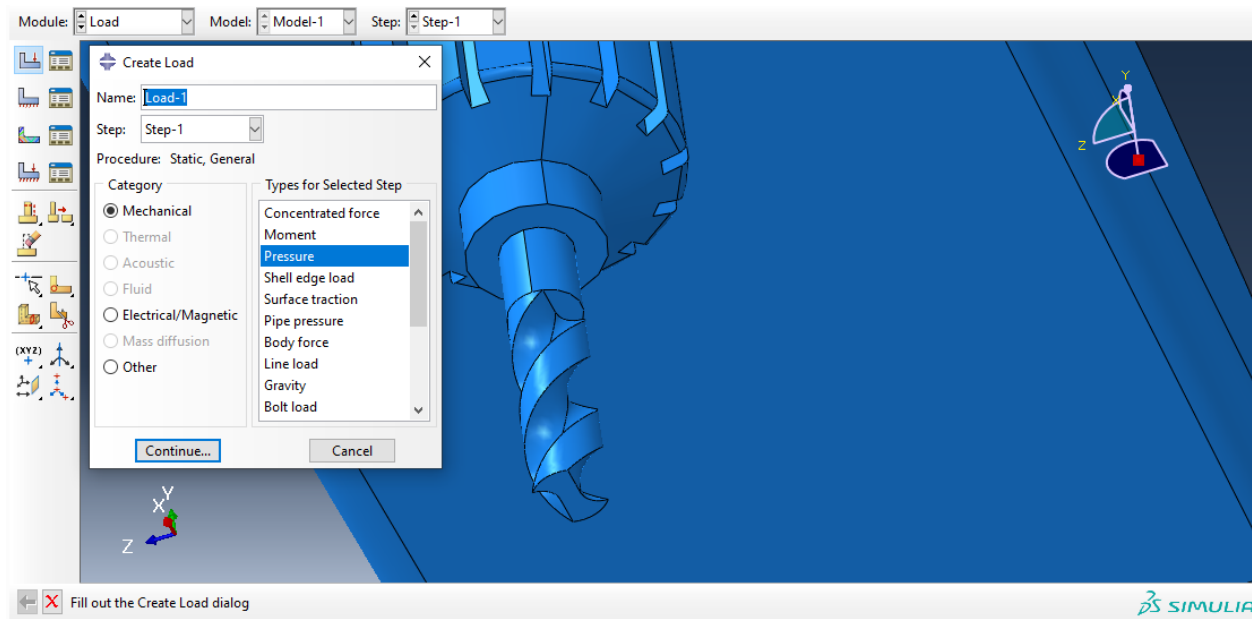 Module: Load Model: Model-1 Step: Step-1
Create Load
Name: Load-1
Step: Step-1
Procedure: Static, General
Category
Mechanical
Thermal
Acoustic
Fluid
Electrical/Magnetic
Mass diffusion
Other
Types for Selected Step
Concentrated force
Moment
Pressure
Shell edge load
Surface traction
Pipe pressure
Body force
Line load
Gravity
Bolt load
Continue... Cancel
(XYZ)
Y
X
Z
Y
X
Z
Fill out the Create Load dialog
SIMULIA